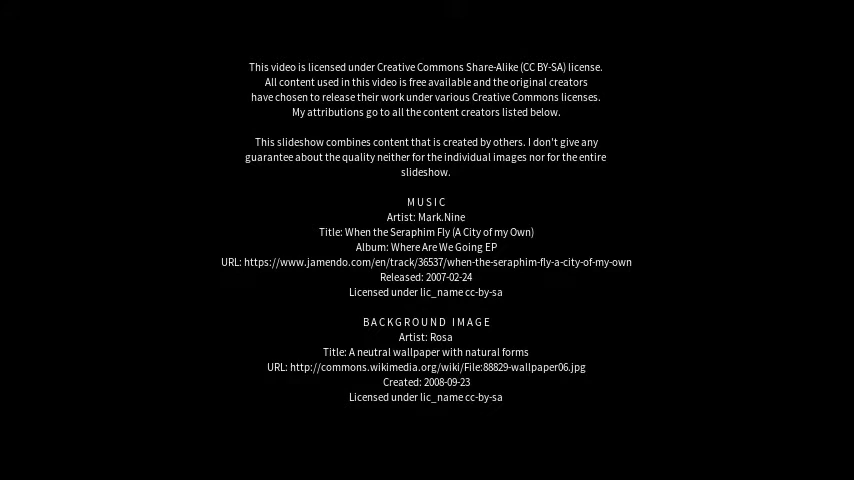 This video is licensed under Creative Commons Share-Alike (CC BY-SA) license.
All content used in this video is free available and the original creators
have chosen to release their work under various Creative Commons licenses.
My attributions go to all the content creators listed below.
This slideshow combines content that is created by others. I don't give any
guarantee about the quality neither for the individual images nor for the entire
slideshow.
MUSIC
Artist: Mark.Nine
Title: When the Seraphim Fly (A City of my Own)
Album: Where Are We Going EP
URL: https://www.jamendo.com/en/track/36537/when-the-seraphim-fly-a-city-of-my-own
Released: 2007-02-24
Licensed under lic_name cc-by-sa
BACKGROUND IMAGE
Artist: Rosa
Title: A neutral wallpaper with natural forms
URL: http://commons.wikimedia.org/wiki/File:88829-wallpaper06.jpg
Created: 2008-09-23
Licensed under lic_name cc-by-sa